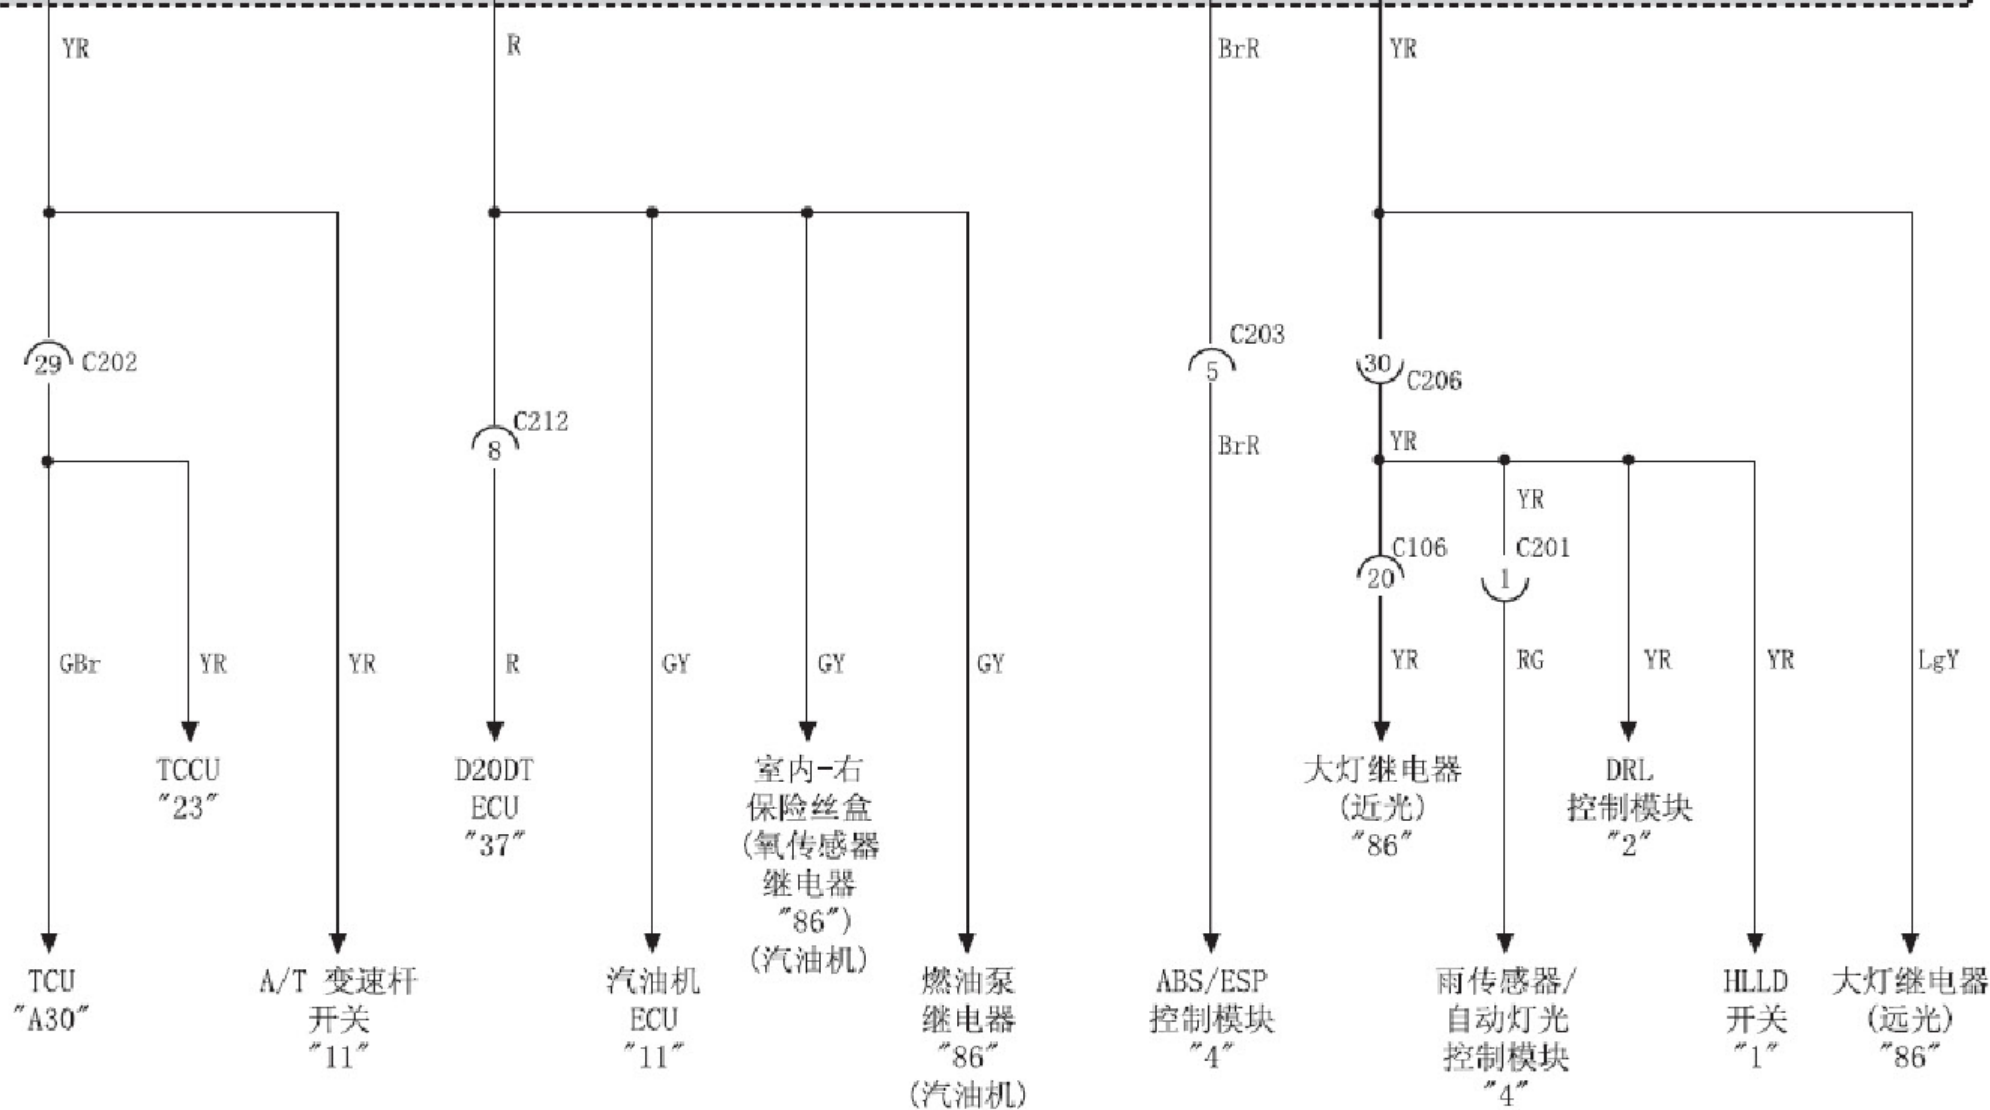 YR
R
BrR
YR
C203
29
C202
5
30
C206
C212
8
BrR
YR
YR
C106
C201
20
1
GBr
YR
YR
R
GY
GY
GY
YR
RG
YR
YR
LgY
TCCU
"23"
D20DT
ECU
"37"
室内-右
保险丝盒
(氧传感器
继电器
"86")
(汽油机)
大灯继电器
(近光)
"86"
DRL
控制模块
"2"
TCU
"A30"
A/T 变速杆
开关
"11"
汽油机
ECU
"11"
燃油泵
继电器
"86"
(汽油机)
ABS/ESP
控制模块
"4"
雨传感器/
自动灯光
控制模块
"4"
HLLD
开关
"1"
大灯继电器
(远光)
"86"